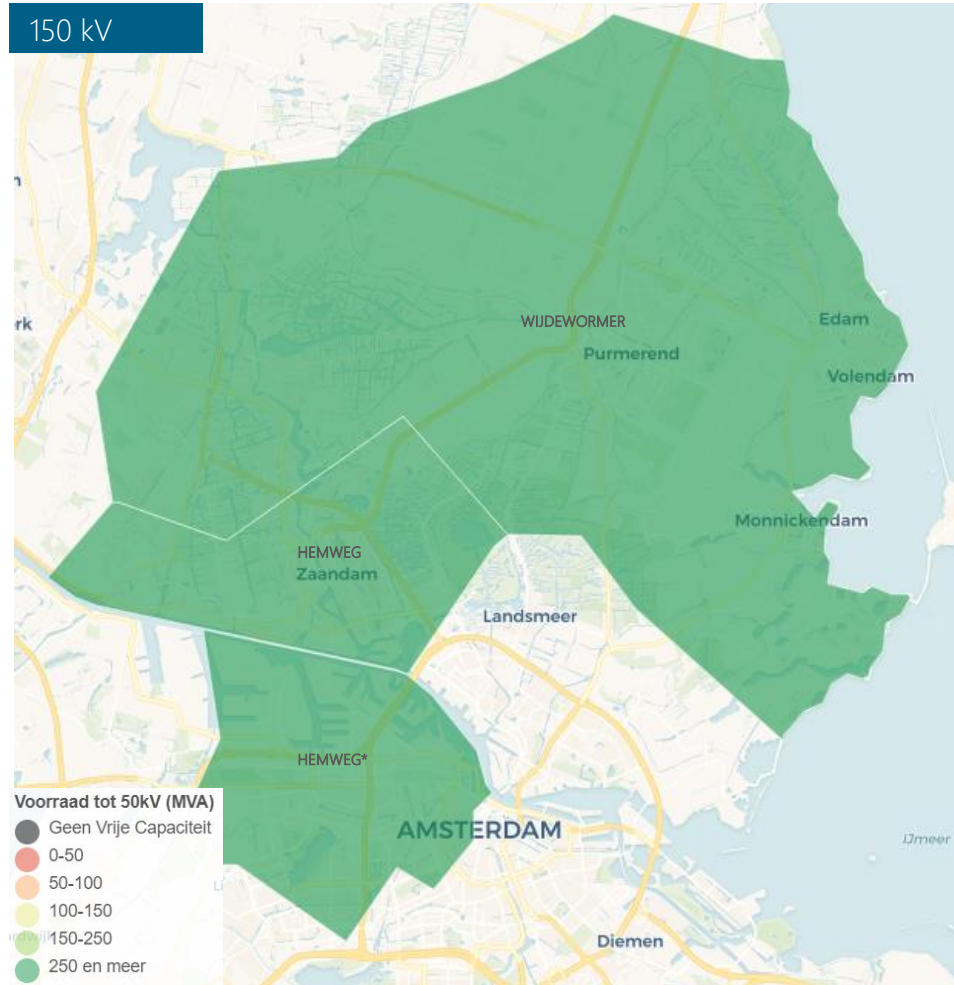 150 kV
n
rk
WIJDEWORMER
Purmerend
Edam
Volendam
Monnickendam
HEMWEG
Zaandam
Landsmeer
HEMWEG*
AMSTERDAM
IJmeer
Diemen
Voorraad tot 50kV (MVA)
Geen Vrije Capaciteit
0-50
50-100
100-150
150-250
250 en meer